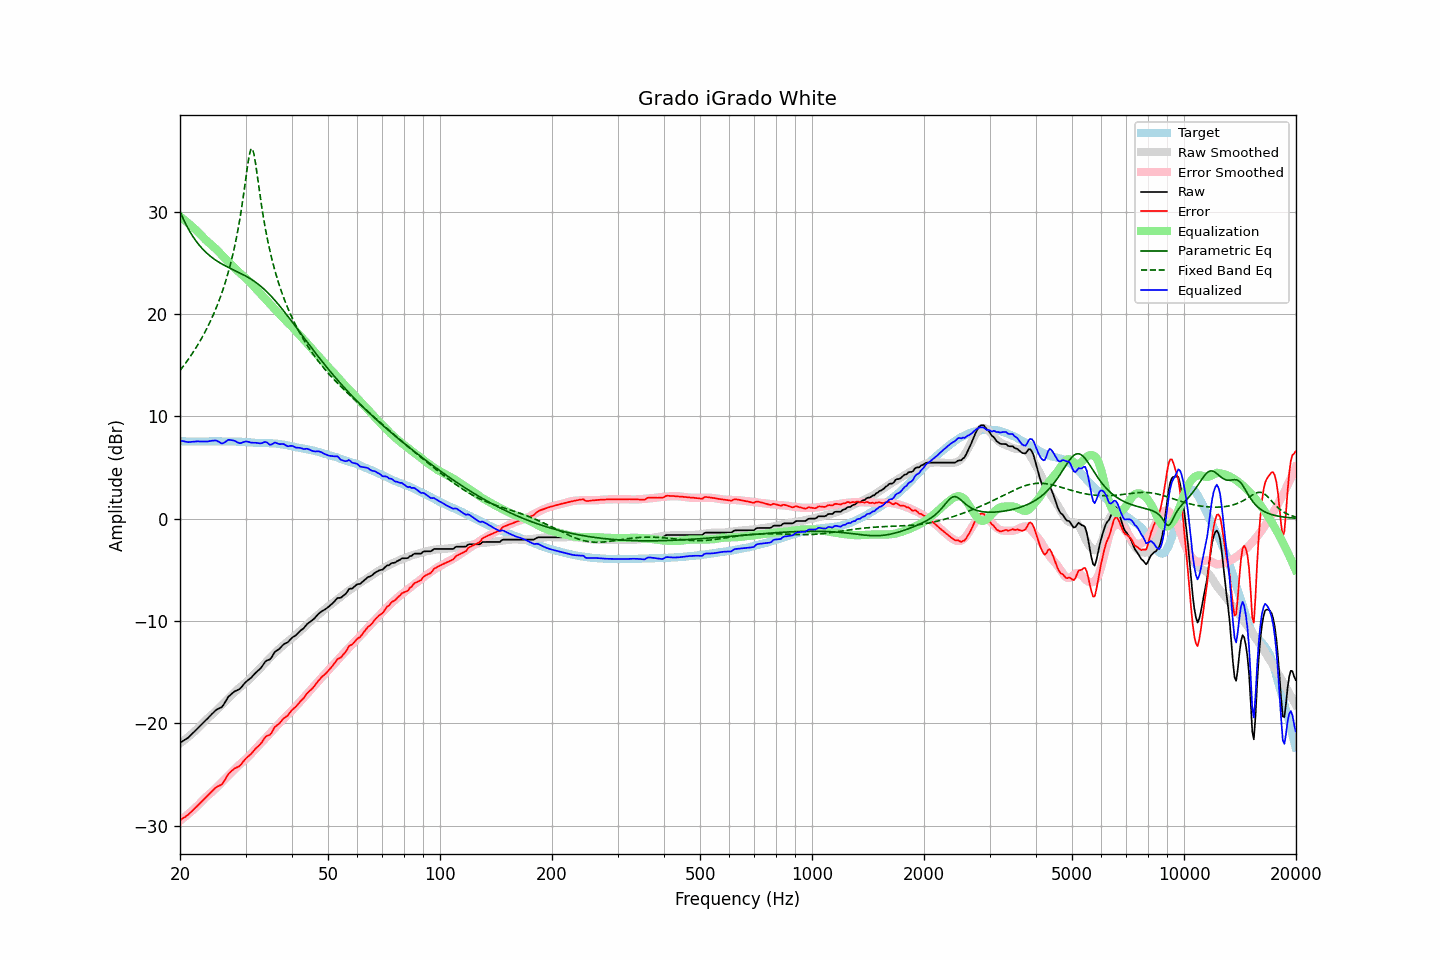 Grado iGrado White
Target
Raw Smoothed
Error Smoothed
Raw
Error
Equalization
Parametric Eq
Fixed Band Eq
Equalized
Amplitude (dBr)
30
20
10
0
−10
−20
−30
20
50
100
200
500
1000
2000
5000
10000
20000
Frequency (Hz)